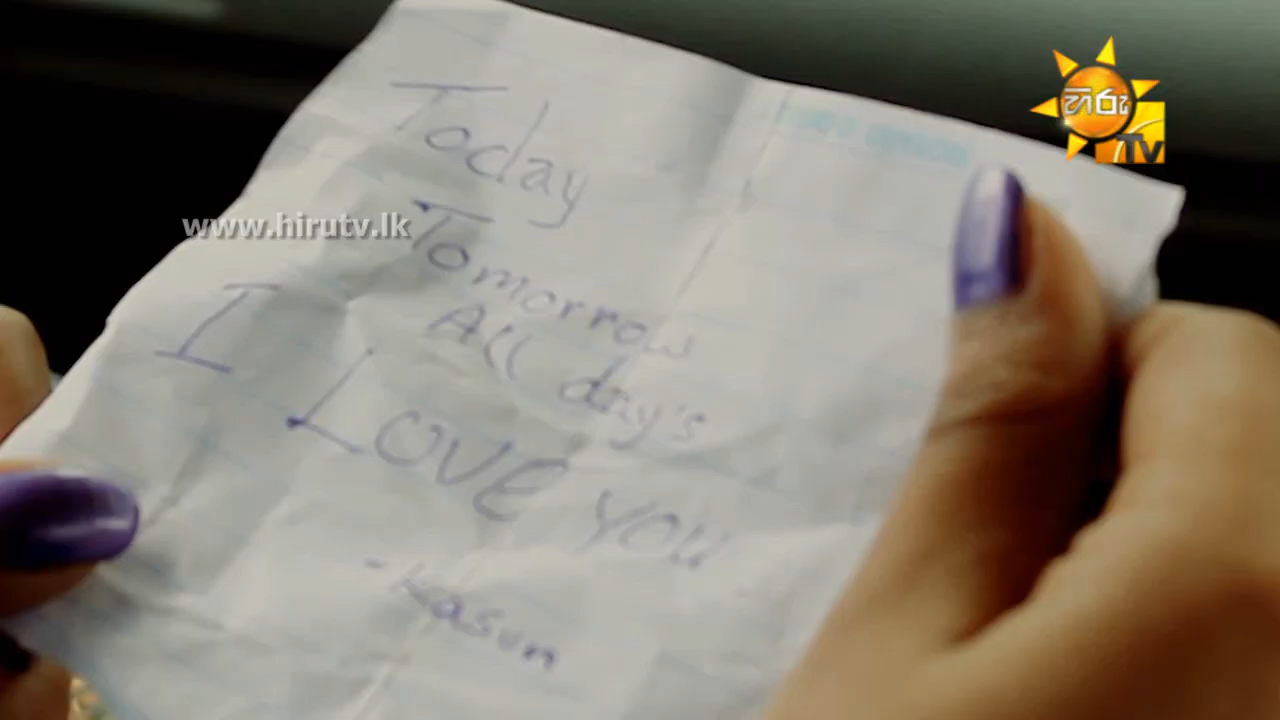 හිරු
TV
www.hirutv.lk
Today
Tomorrow
All day's
I LOVE YOU
- Kasun